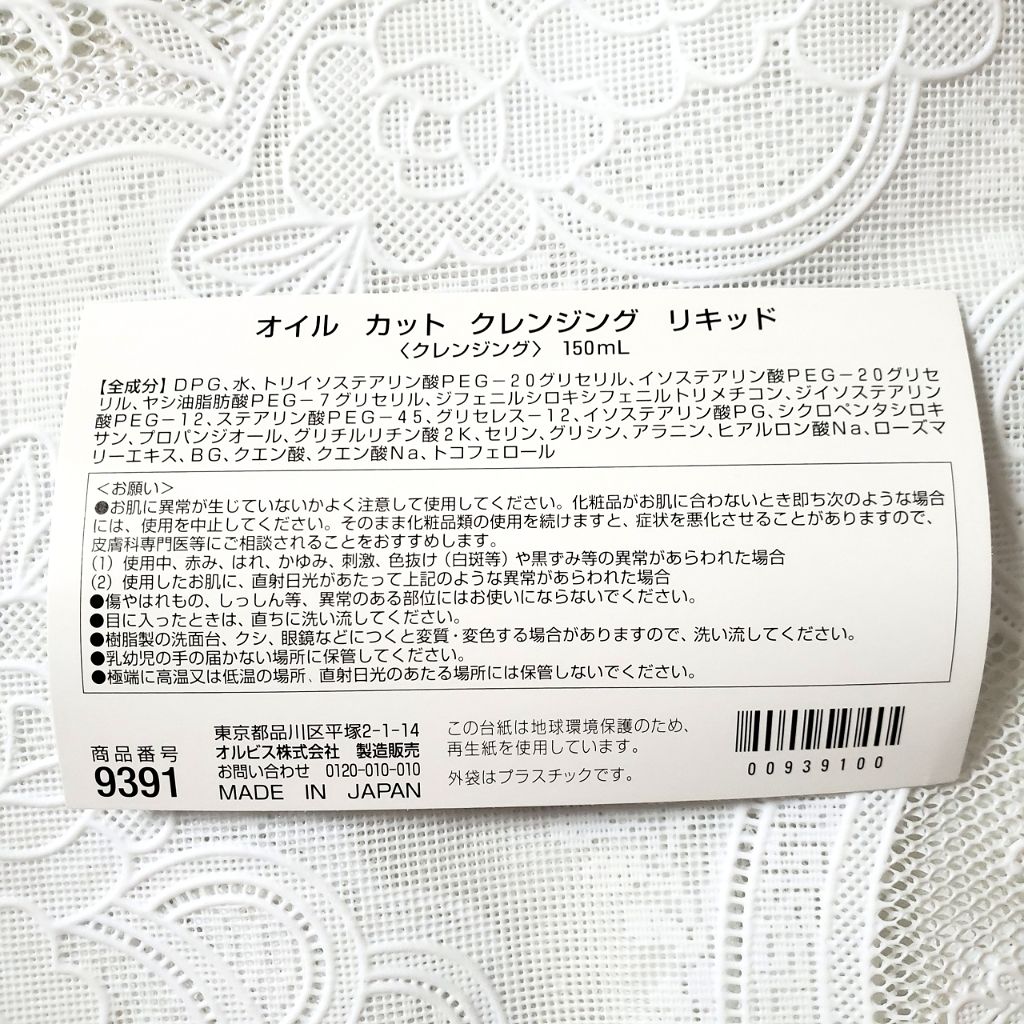 オイル カット クレンジング リキッド
〈クレンジング〉 150mL
【全成分】DPG、水、トリイソステアリン酸PEG－20グリセリル、イソステアリン酸PEG－20グリセ
リル、ヤシ油脂肪酸PEG－7グリセリル、ジフェニルシロキシフェニルトリメチコン、ジイソステアリン
酸PEG－12、ステアリン酸PEG－45、グリセレス－12、イソステアリン酸PG、シクロペンタシロキ
サン、プロパンジオール、グリチルリチン酸2K、セリン、グリシン、アラニン、ヒアルロン酸Na、ローズマ
リーエキス、BG、クエン酸、クエン酸Na、トコフェロール
＜お願い＞
●お肌に異常が生じていないかよく注意して使用してください。化粧品がお肌に合わないとき即ち次のような場合
には、使用を中止してください。そのまま化粧品類の使用を続けますと、症状を悪化させることがありますので、
皮膚科専門医等にご相談されることをおすすめします。
(1) 使用中、赤み、はれ、かゆみ、刺激、色抜け（白斑等）や黒ずみ等の異常があらわれた場合
(2) 使用したお肌に、直射日光があたって上記のような異常があらわれた場合
●傷やはれもの、しっしん等、異常のある部位にはお使いにならないでください。
●目に入ったときは、直ちに洗い流してください。
●樹脂製の洗面台、クシ、眼鏡などにつくと変質・変色する場合がありますので、洗い流してください。
●乳幼児の手の届かない場所に保管してください。
●極端に高温又は低温の場所、直射日光のあたる場所には保管しないでください。
商品番号
9391
東京都品川区平塚2-1-14
オルビス株式会社 製造販売
お問い合わせ 0120-010-010
MADE IN JAPAN
この台紙は地球環境保護のため、
再生紙を使用しています。
外袋はプラスチックです。
00939100